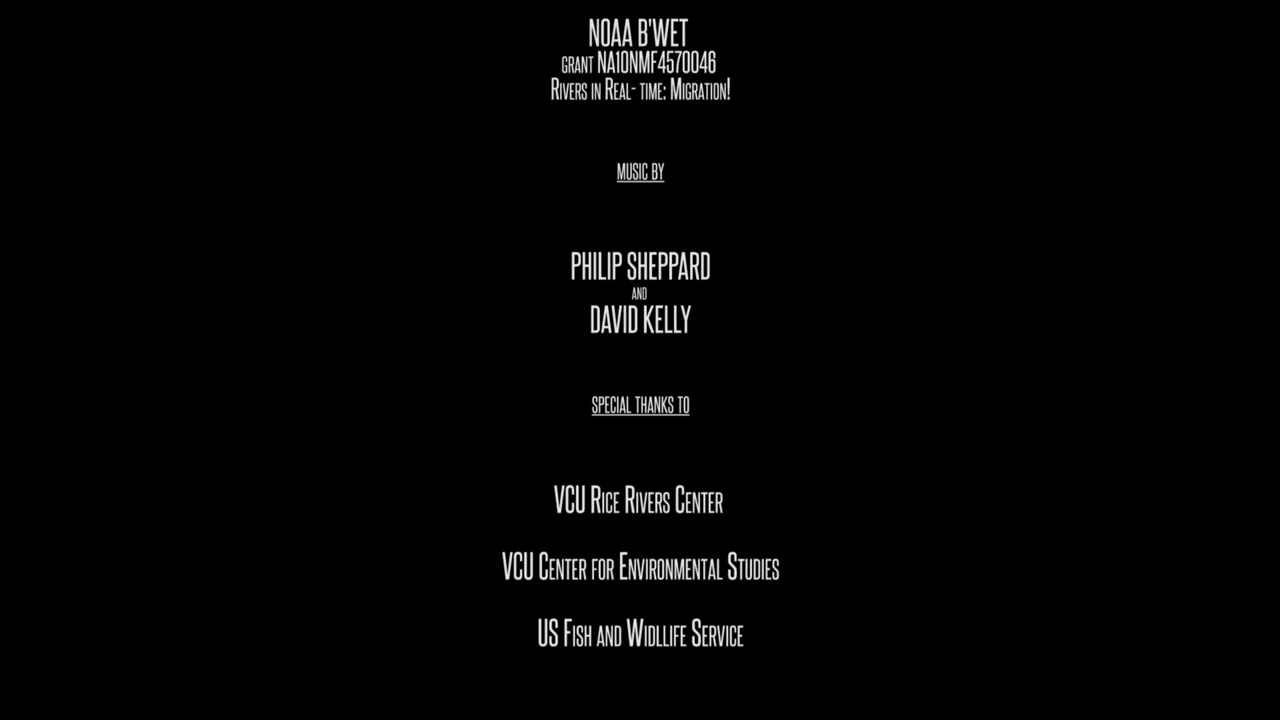 NOAA B'WET
GRANT NA10NMF4570046
RIVERS IN REAL- TIME: MIGRATION!
MUSIC BY
PHILIP SHEPPARD
AND
DAVID KELLY
SPECIAL THANKS TO
VCU RICE RIVERS CENTER
VCU CENTER FOR ENVIRONMENTAL STUDIES
US FISH AND WIDLLIFE SERVICE